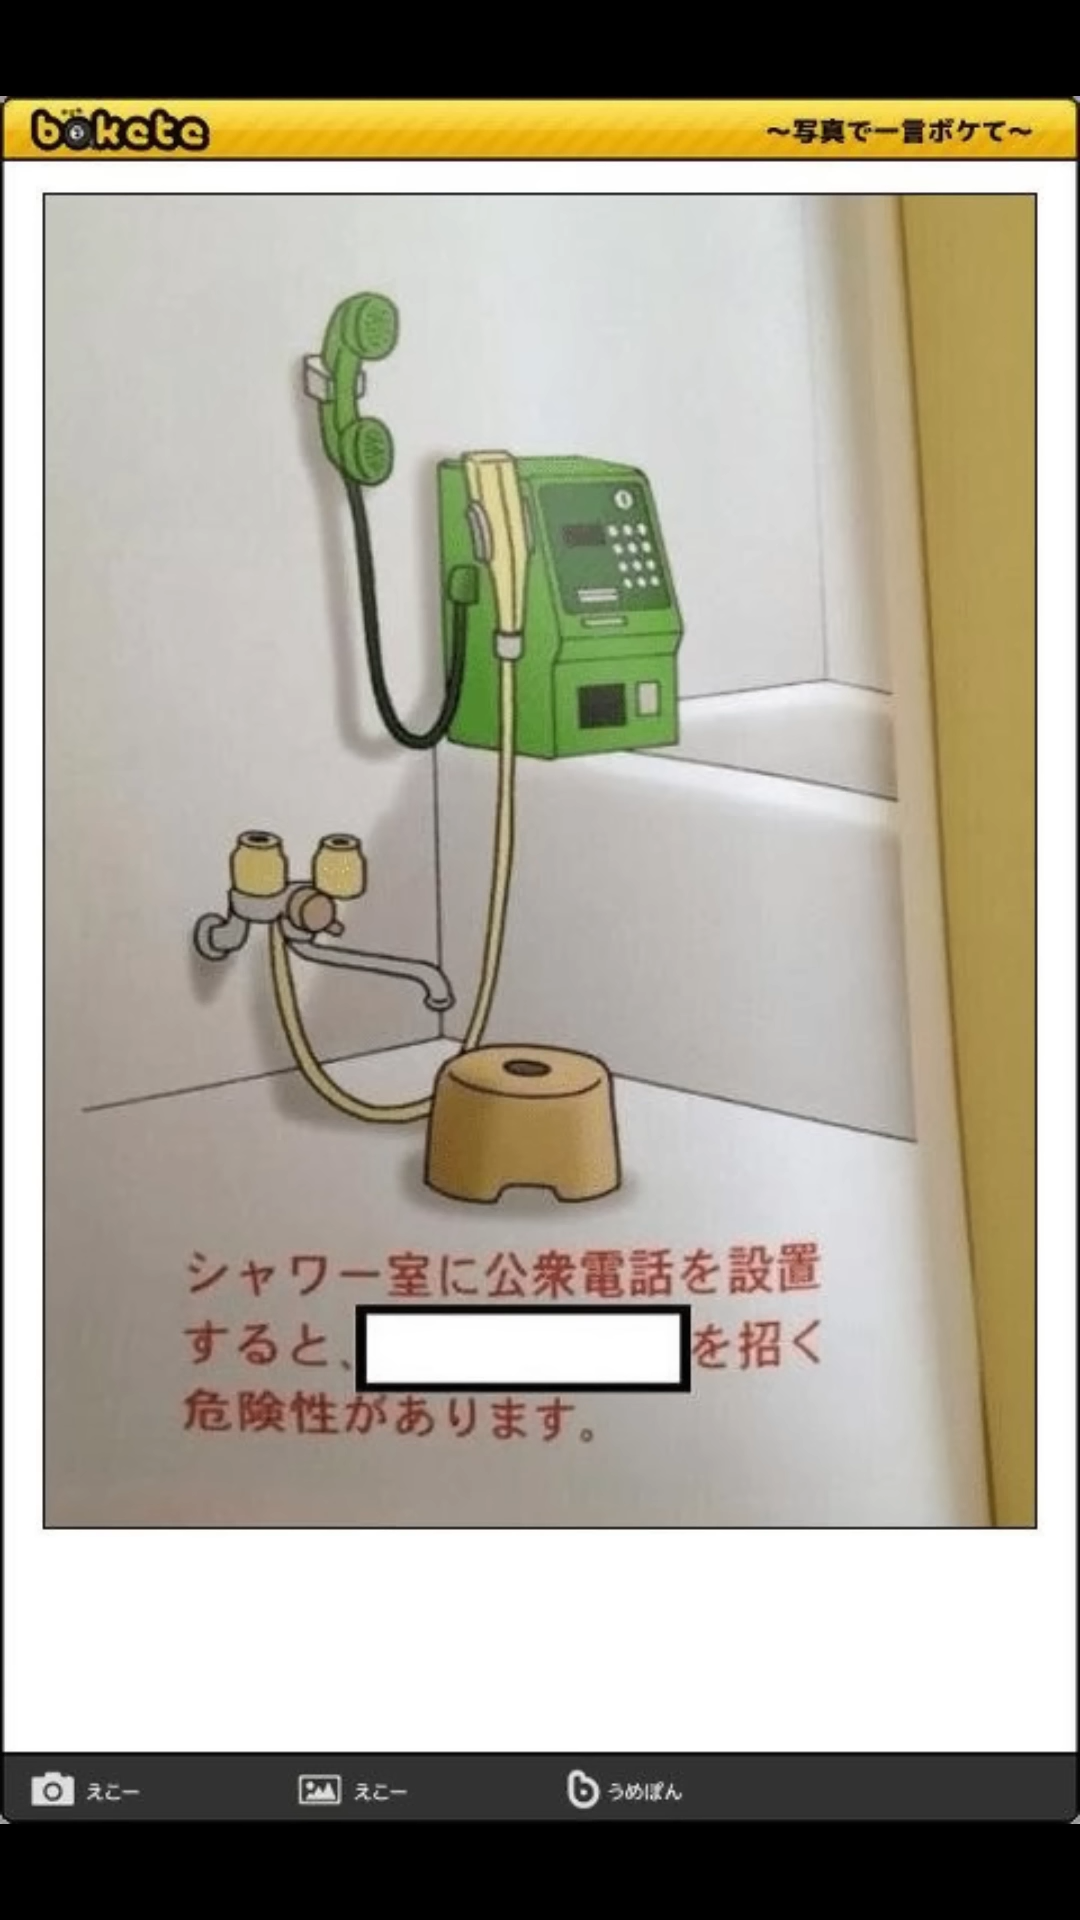 bokete
〜写真で一言ボケて〜
シャワー室に公衆電話を設置
すると、を招く
危険性があります。
えこー えこー うめぽん